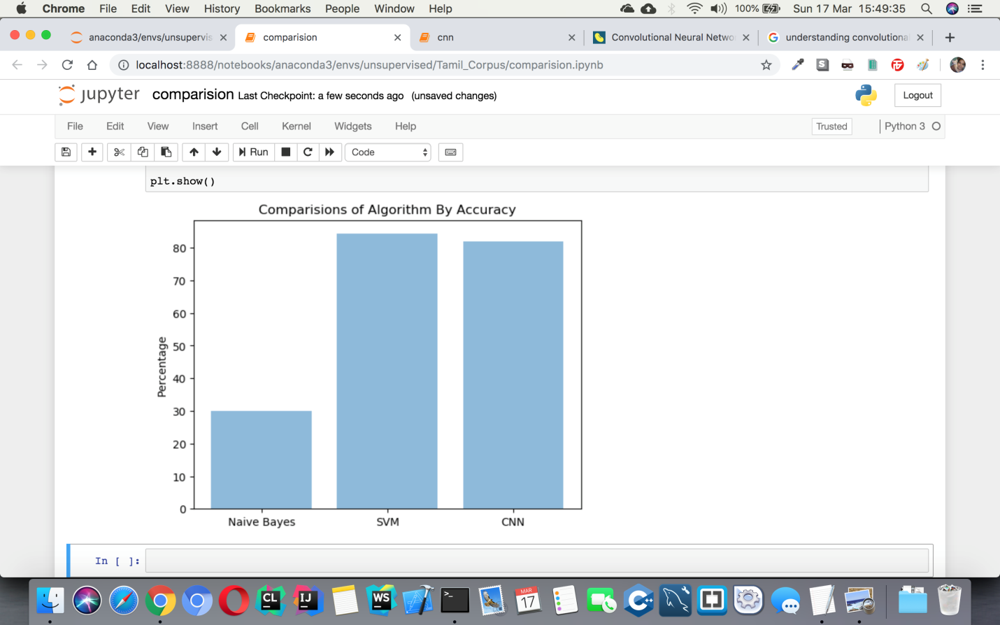 Chrome File Edit View History Bookmarks People Window Help 100% Sun 17 Mar 15:49:35
anaconda3/envs/unsupervis comparision cnn Convolutional Neural Netwo understanding convolutiona
localhost:8888/notebooks/anaconda3/envs/unsupervised/Tamil_Corpus/comparision.ipynb
jupyter comparision Last Checkpoint: a few seconds ago (unsaved changes) Logout
File Edit View Insert Cell Kernel Widgets Help Trusted Python 3
Run Code
plt.show()
Comparisions of Algorithm By Accuracy
80
70
60
50
Percentage
40
30
20
10
0
Naive Bayes SVM CNN
In [ ]:
CL IJ WS >_ MAR 17 C++